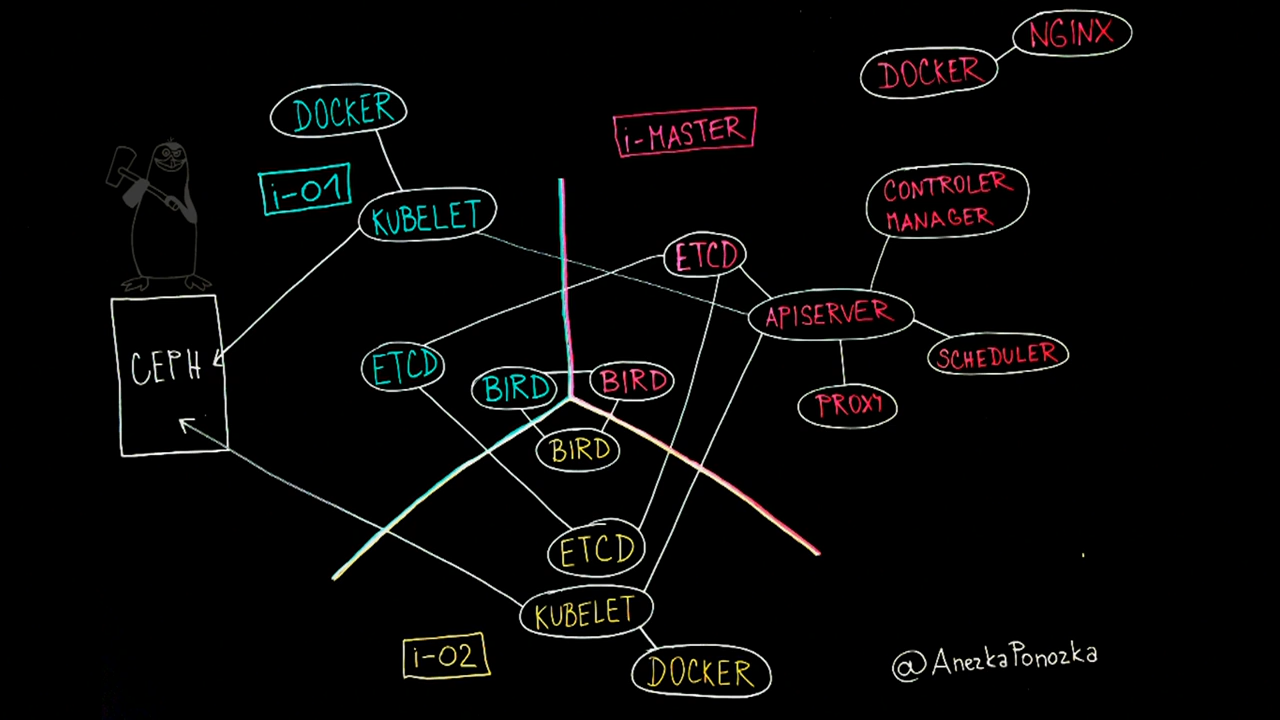 NGINX
DOCKER
DOCKER
i-MASTER
i-01
KUBELET
CONTROLER
MANAGER
ETCD
APISERVER
SCHEDULER
CEPH
ETCD
BIRD
BIRD
PROXY
BIRD
ETCD
KUBELET
i-02
DOCKER
@AnezkaPonozka